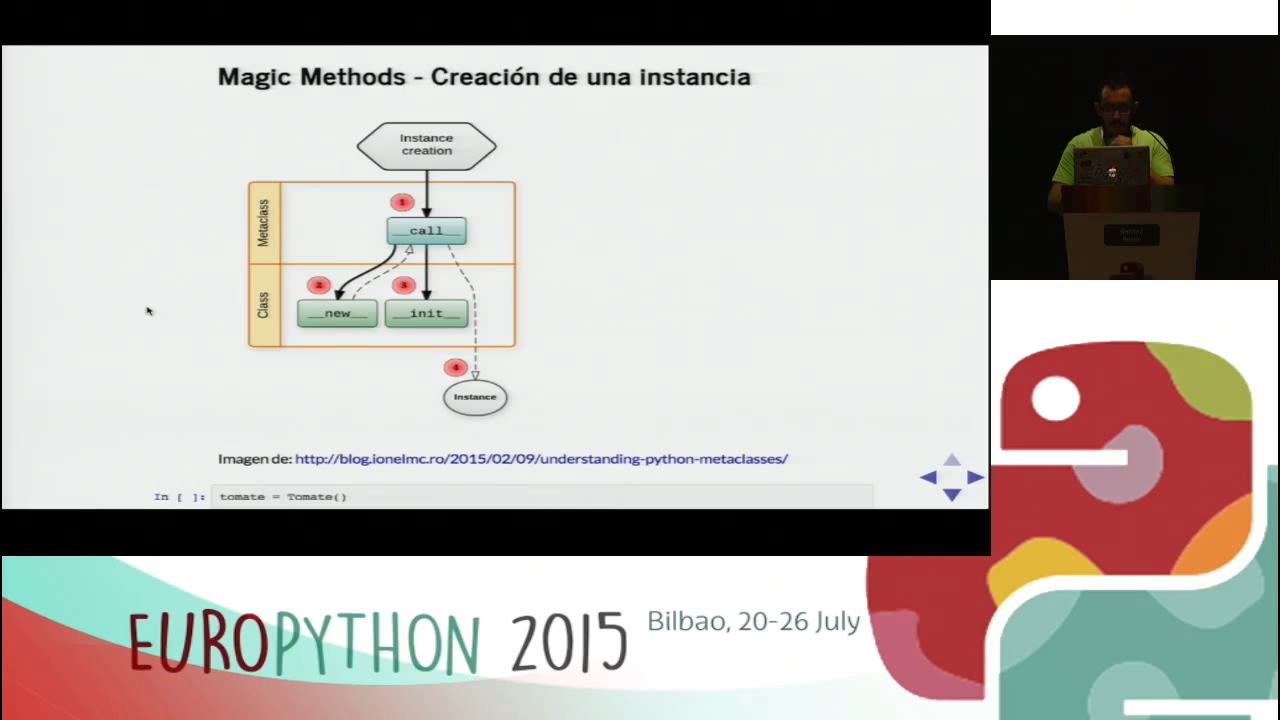 Magic Methods - Creación de una instancia
Instance
creation
Metaclass
1
__call__
Class
2
3
__new__
__init__
4
Instance
Imagen de: http://blog.ionelmc.ro/2015/02/09/understanding-python-metaclasses/
In [ ]: tomate = Tomate()
EUROPYTHON 2015
Bilbao, 20-26 July